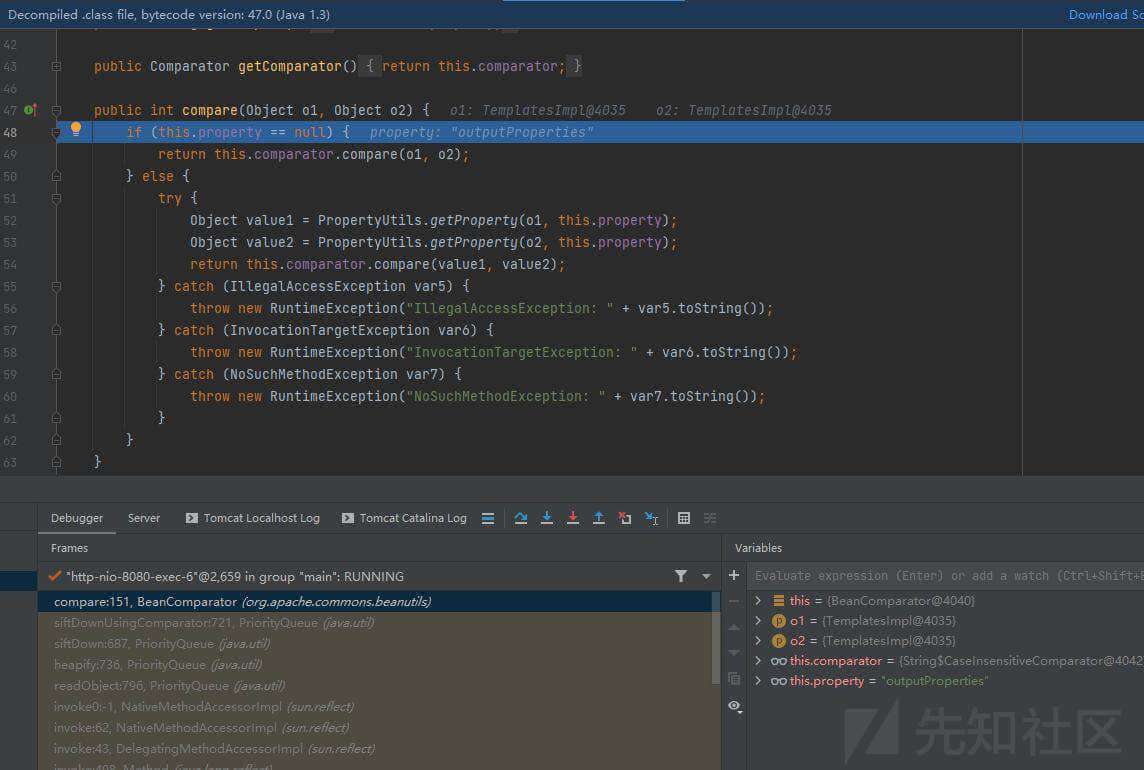 Decompiled .class file, bytecode version: 47.0 (Java 1.3) Download
42
43 public Comparator getComparator() { return this.comparator; }
46
47 public int compare(Object o1, Object o2) { o1: TemplatesImpl@4035 o2: TemplatesImpl@4035
48 if (this.property == null) { property: "outputProperties"
49 return this.comparator.compare(o1, o2);
50 } else {
51 try {
52 Object value1 = PropertyUtils.getProperty(o1, this.property);
53 Object value2 = PropertyUtils.getProperty(o2, this.property);
54 return this.comparator.compare(value1, value2);
55 } catch (IllegalAccessException var5) {
56 throw new RuntimeException("IllegalAccessException: " + var5.toString());
57 } catch (InvocationTargetException var6) {
58 throw new RuntimeException("InvocationTargetException: " + var6.toString());
59 } catch (NoSuchMethodException var7) {
60 throw new RuntimeException("NoSuchMethodException: " + var7.toString());
61 }
62 }
63 }
Debugger Server Tomcat Localhost Log Tomcat Catalina Log
Frames Variables
"http-nio-8080-exec-6"@2,659 in group "main": RUNNING
compare:151, BeanComparator (org.apache.commons.beanutils)
siftDownUsingComparator:721, PriorityQueue (java.util)
siftDown:687, PriorityQueue (java.util)
heapify:736, PriorityQueue (java.util)
readObject:796, PriorityQueue (java.util)
invoke0:-1, NativeMethodAccessorImpl (sun.reflect)
invoke:62, NativeMethodAccessorImpl (sun.reflect)
invoke:43, DelegatingMethodAccessorImpl (sun.reflect)
invoke:498, Method (java.lang.reflect)
Evaluate expression (Enter) or add a watch (Ctrl+Shift+E
this = {BeanComparator@4040}
o1 = {TemplatesImpl@4035}
o2 = {TemplatesImpl@4035}
this.comparator = {String$CaseInsensitiveComparator@4042
this.property = "outputProperties"
先知社区